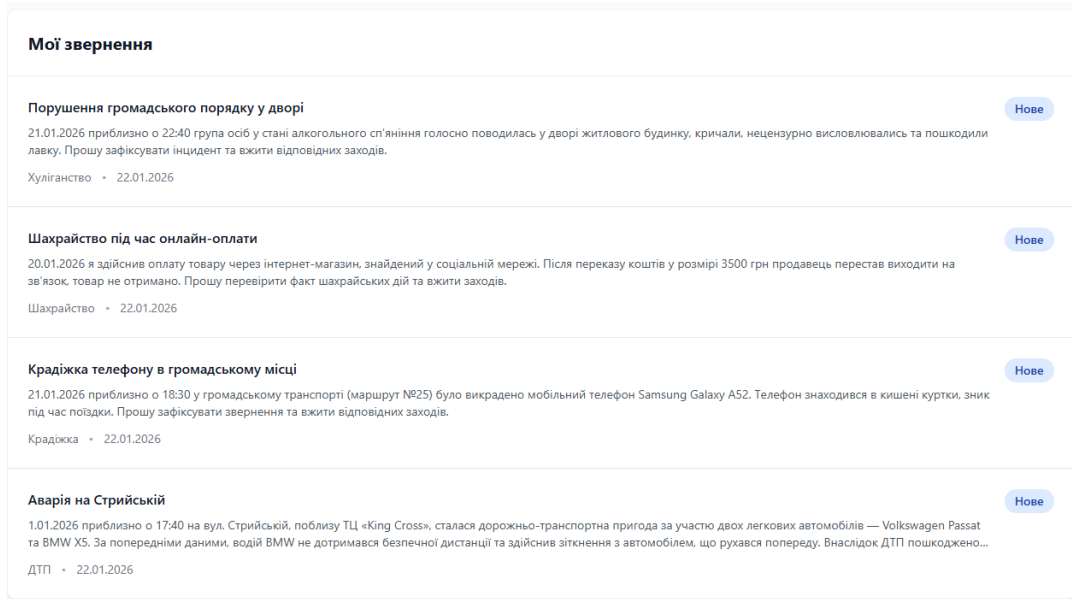 Мої звернення
Порушення громадського порядку у дворі
Нове
21.01.2026 приблизно о 22:40 група осіб у стані алкогольного сп’яніння голосно поводилась у дворі житлового будинку, кричали, нецензурно висловлювались та пошкодили
лавку. Прошу зафіксувати інцидент та вжити відповідних заходів.
Хуліганство • 22.01.2026
Шахрайство під час онлайн-оплати
Нове
20.01.2026 я здійснив оплату товару через інтернет-магазин, знайдений у соціальній мережі. Після переказу коштів у розмірі 3500 грн продавець перестав виходити на
зв’язок, товар не отримано. Прошу перевірити факт шахрайських дій та вжити заходів.
Шахрайство • 22.01.2026
Крадіжка телефону в громадському місці
Нове
21.01.2026 приблизно о 18:30 у громадському транспорті (маршрут №25) було викрадено мобільний телефон Samsung Galaxy A52. Телефон знаходився в кишені куртки, зник
під час поїздки. Прошу зафіксувати звернення та вжити відповідних заходів.
Крадіжка • 22.01.2026
Аварія на Стрийській
Нове
1.01.2026 приблизно о 17:40 на вул. Стрийській, поблизу ТЦ «King Cross», сталася дорожньо-транспортна пригода за участю двох легкових автомобілів — Volkswagen Passat
та BMW X5. За попередніми даними, водій BMW не дотримався безпечної дистанції та здійснив зіткнення з автомобілем, що рухався попереду. Внаслідок ДТП пошкоджено...
ДТП • 22.01.2026